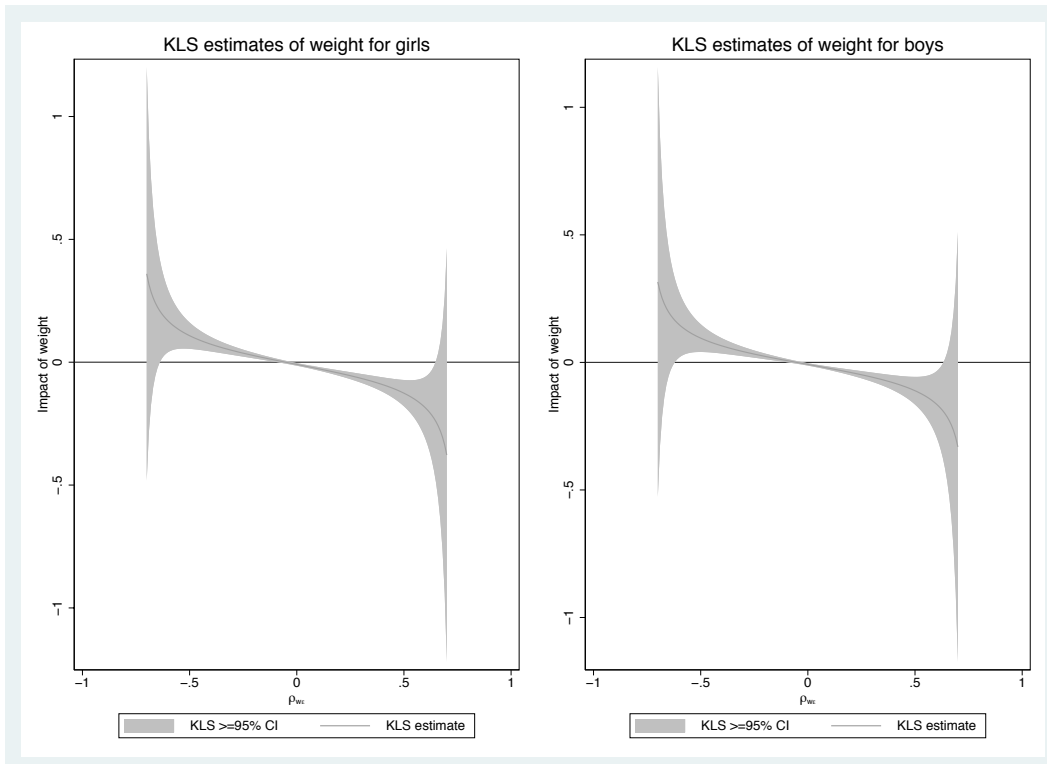 KLS estimates of weight for girls
Impact of weight
1
.5
0
−.5
−1
−1
−.5
0
.5
1
ρwε
KLS >=95% CI
KLS estimate
KLS estimates of weight for boys
Impact of weight
1
.5
0
−.5
−1
−1
−.5
0
.5
1
ρwε
KLS >=95% CI
KLS estimate